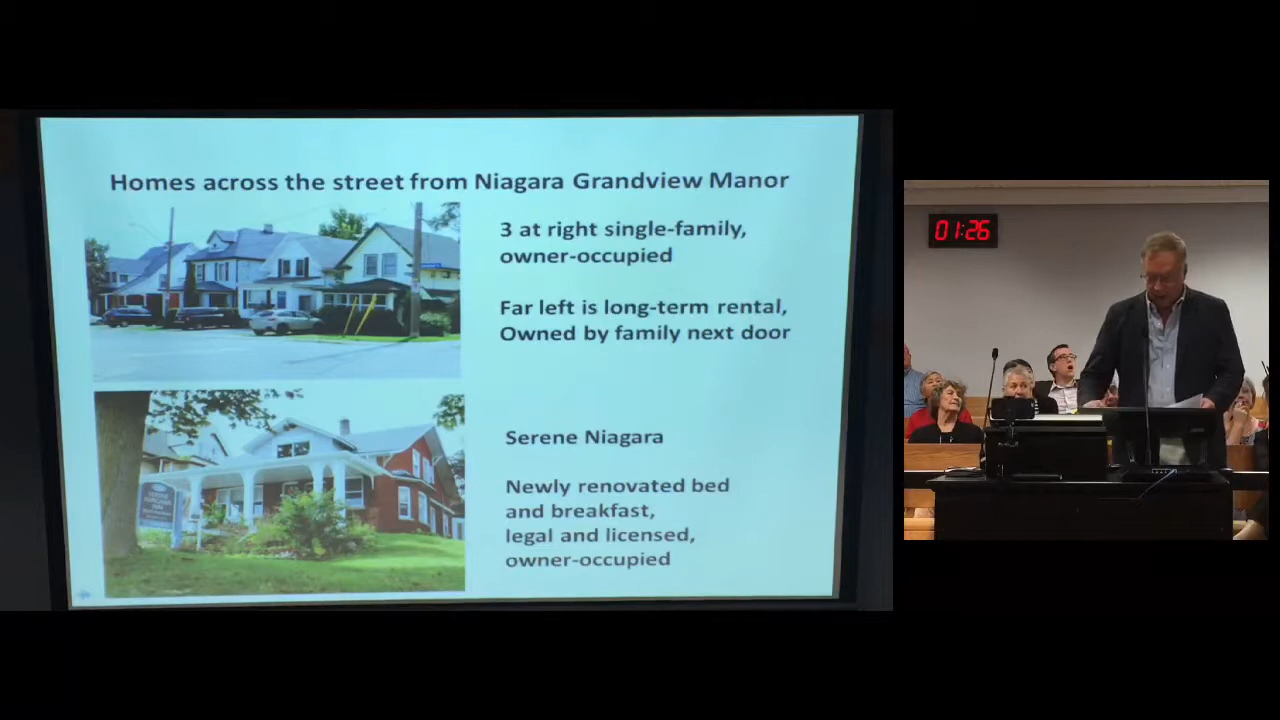 Homes across the street from Niagara Grandview Manor
3 at right single-family,
owner-occupied
Far left is long-term rental,
Owned by family next door
Serene Niagara
Newly renovated bed
and breakfast,
legal and licensed,
owner-occupied
01:26